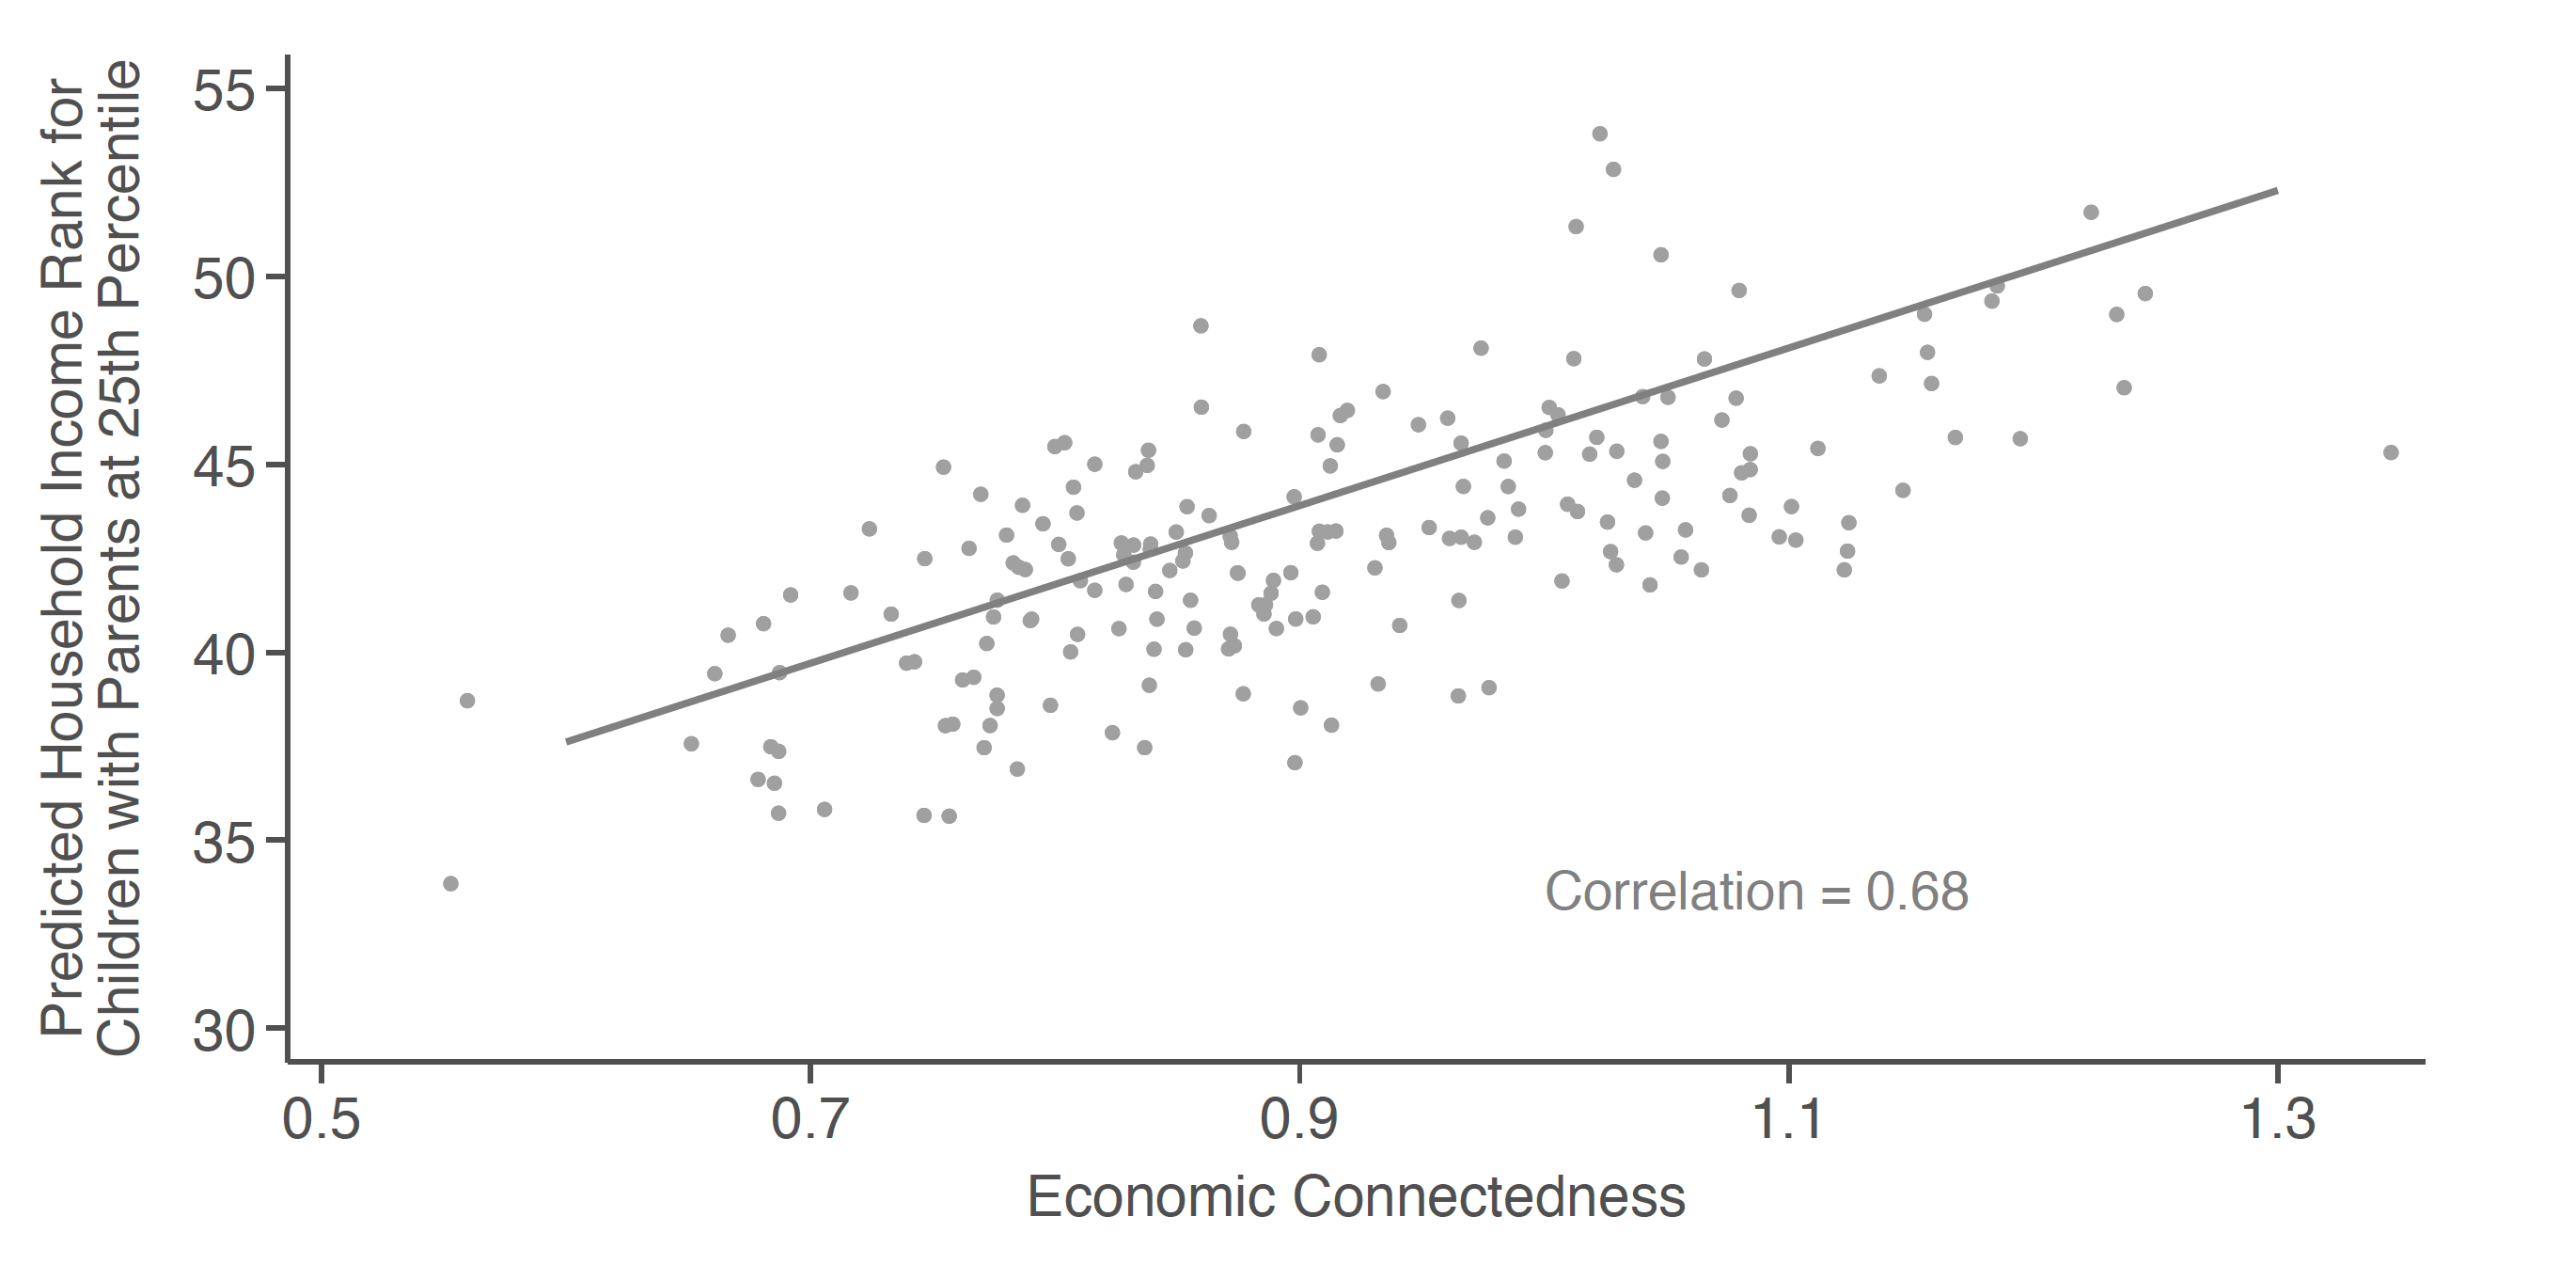 Predicted Household Income Rank for
Children with Parents at 25th Percentile
55
50
45
40
35
30
Correlation = 0.68
0.5
0.7
0.9
1.1
1.3
Economic Connectedness